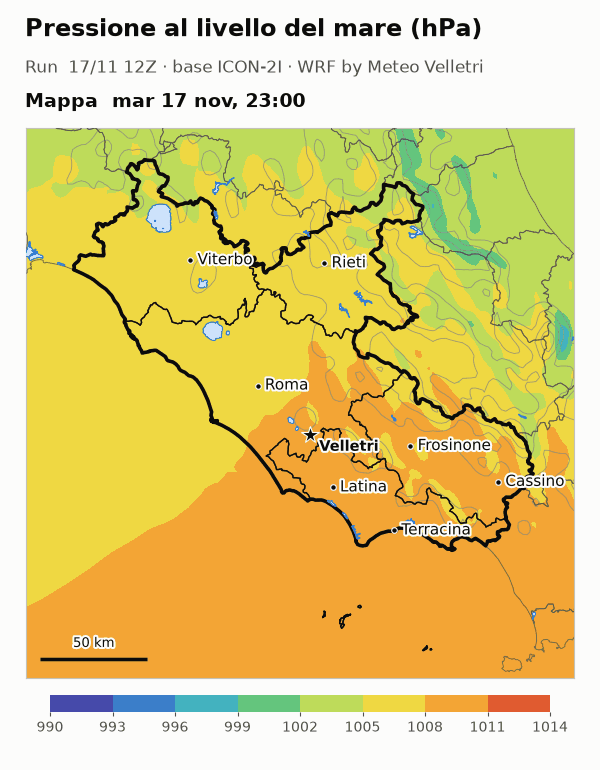 Pressione al livello del mare (hPa)
Run  17/11 12Z · base ICON-2I · WRF by Meteo Velletri
Mappa  mar 17 nov, 23:00
Viterbo
Rieti
Roma
Velletri
Frosinone
Latina
Cassino
Terracina
50 km
990 993 996 999 1002 1005 1008 1011 1014